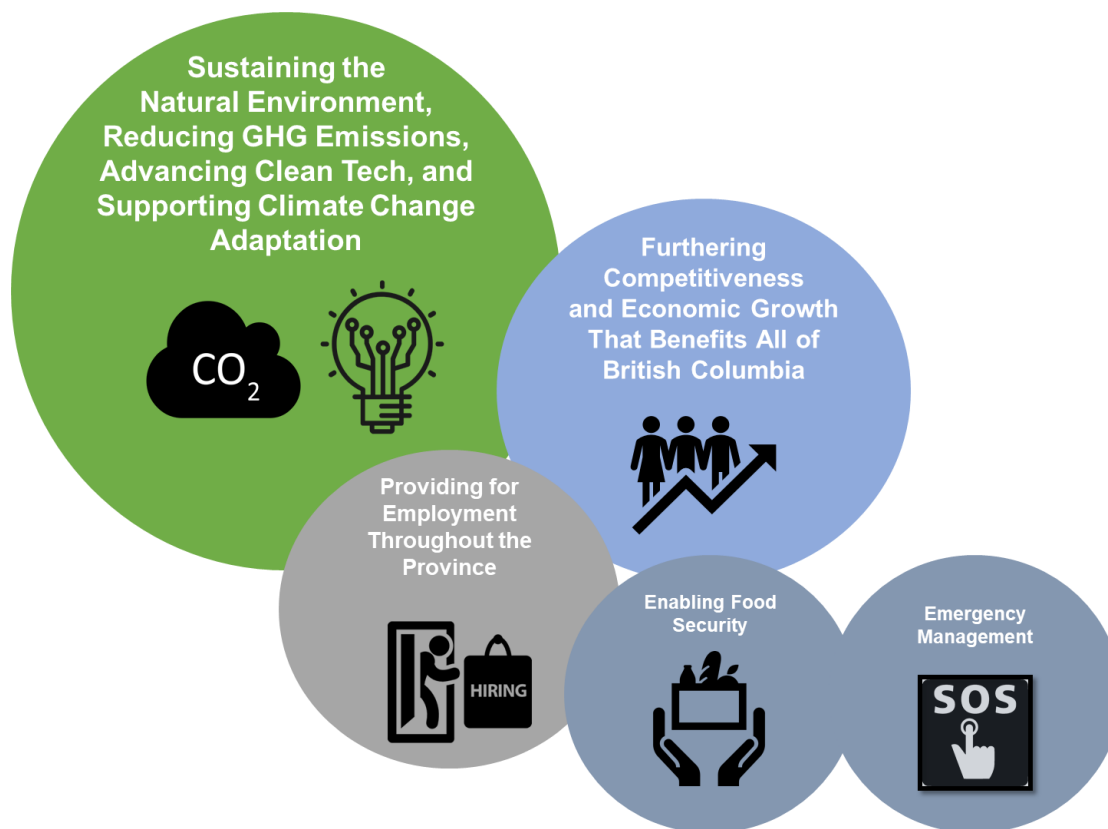 Sustaining the
Natural Environment,
Reducing GHG Emissions,
Advancing Clean Tech, and
Supporting Climate Change
Adaptation
CO₂
Furthering
Competitiveness
and Economic Growth
That Benefits All of
British Columbia
Providing for
Employment
Throughout the
Province
HIRING
Enabling Food
Security
Emergency
Management
SOS